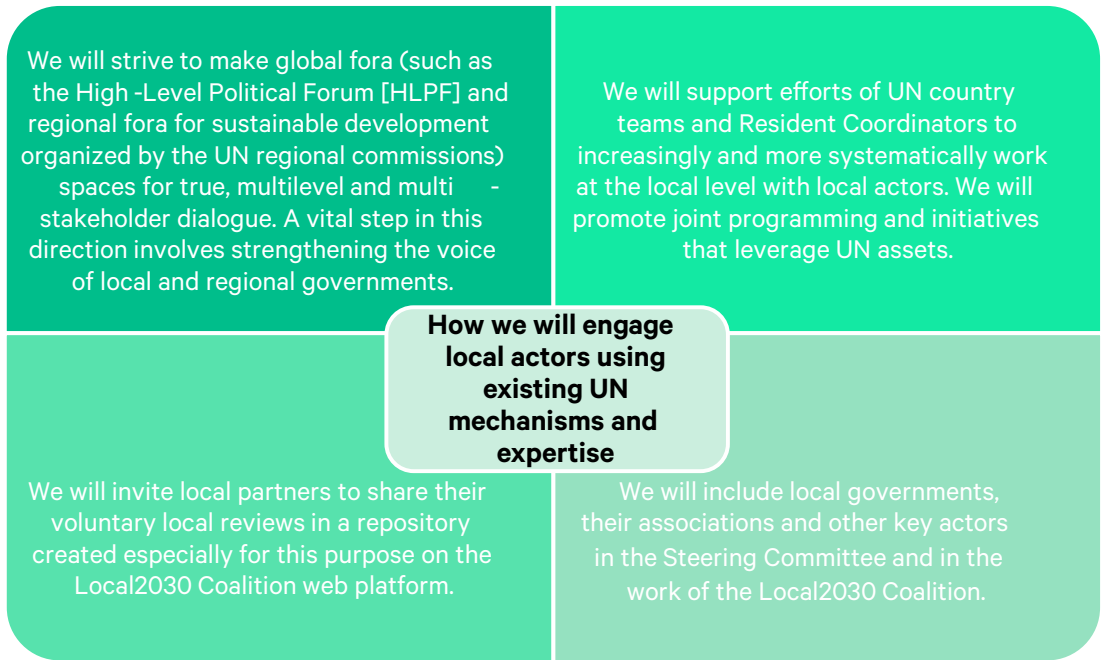 We will strive to make global fora (such as
the High -Level Political Forum [HLPF] and
regional fora for sustainable development
organized by the UN regional commissions)
spaces for true, multilevel and multi -
stakeholder dialogue. A vital step in this
direction involves strengthening the voice
of local and regional governments.
We will support efforts of UN country
teams and Resident Coordinators to
increasingly and more systematically work
at the local level with local actors. We will
promote joint programming and initiatives
that leverage UN assets.
How we will engage
local actors using
existing UN
mechanisms and
expertise
We will invite local partners to share their
voluntary local reviews in a repository
created especially for this purpose on the
Local2030 Coalition web platform.
We will include local governments,
their associations and other key actors
in the Steering Committee and in the
work of the Local2030 Coalition.